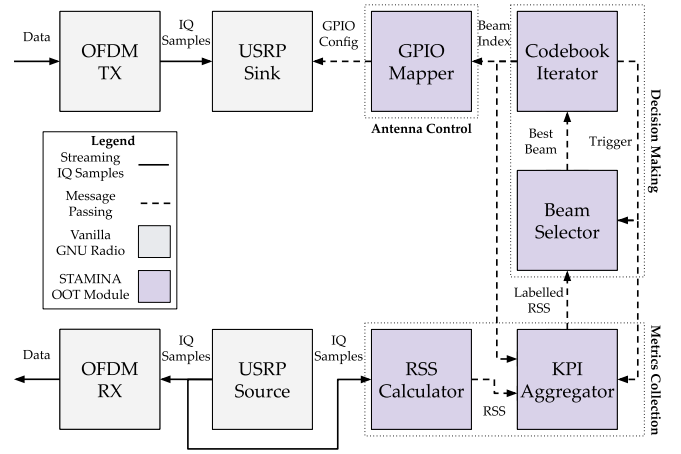 Data
OFDM
TX
IQ
Samples
USRP
Sink
GPIO
Config
GPIO
Mapper
Beam
Index
Codebook
Iterator
Antenna Control
Decision Making
Best
Beam
Trigger
Beam
Selector
Legend
Streaming
IQ Samples
Message
Passing
Vanilla
GNU Radio
STAMINA
OOT Module
Labelled
RSS
Data
OFDM
RX
IQ
Samples
USRP
Source
IQ
Samples
RSS
Calculator
RSS
KPI
Aggregator
Metrics Collection